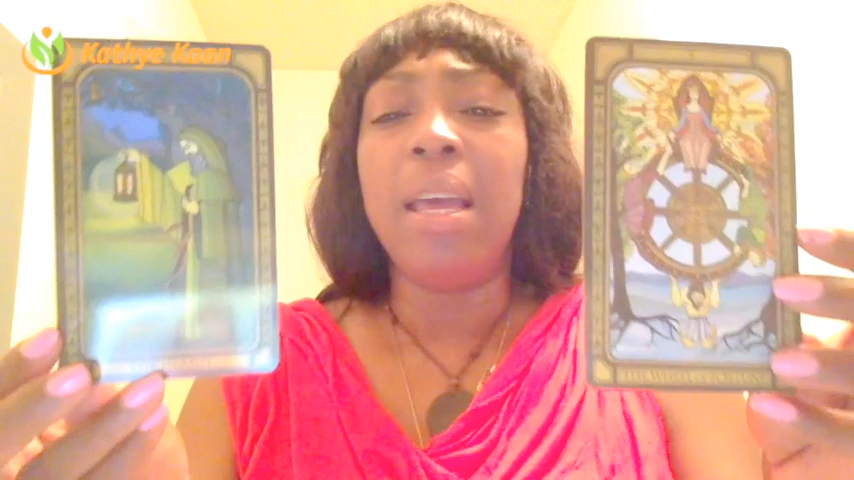 Kathye Kaan
X
THE WHEEL OF FORTUNE